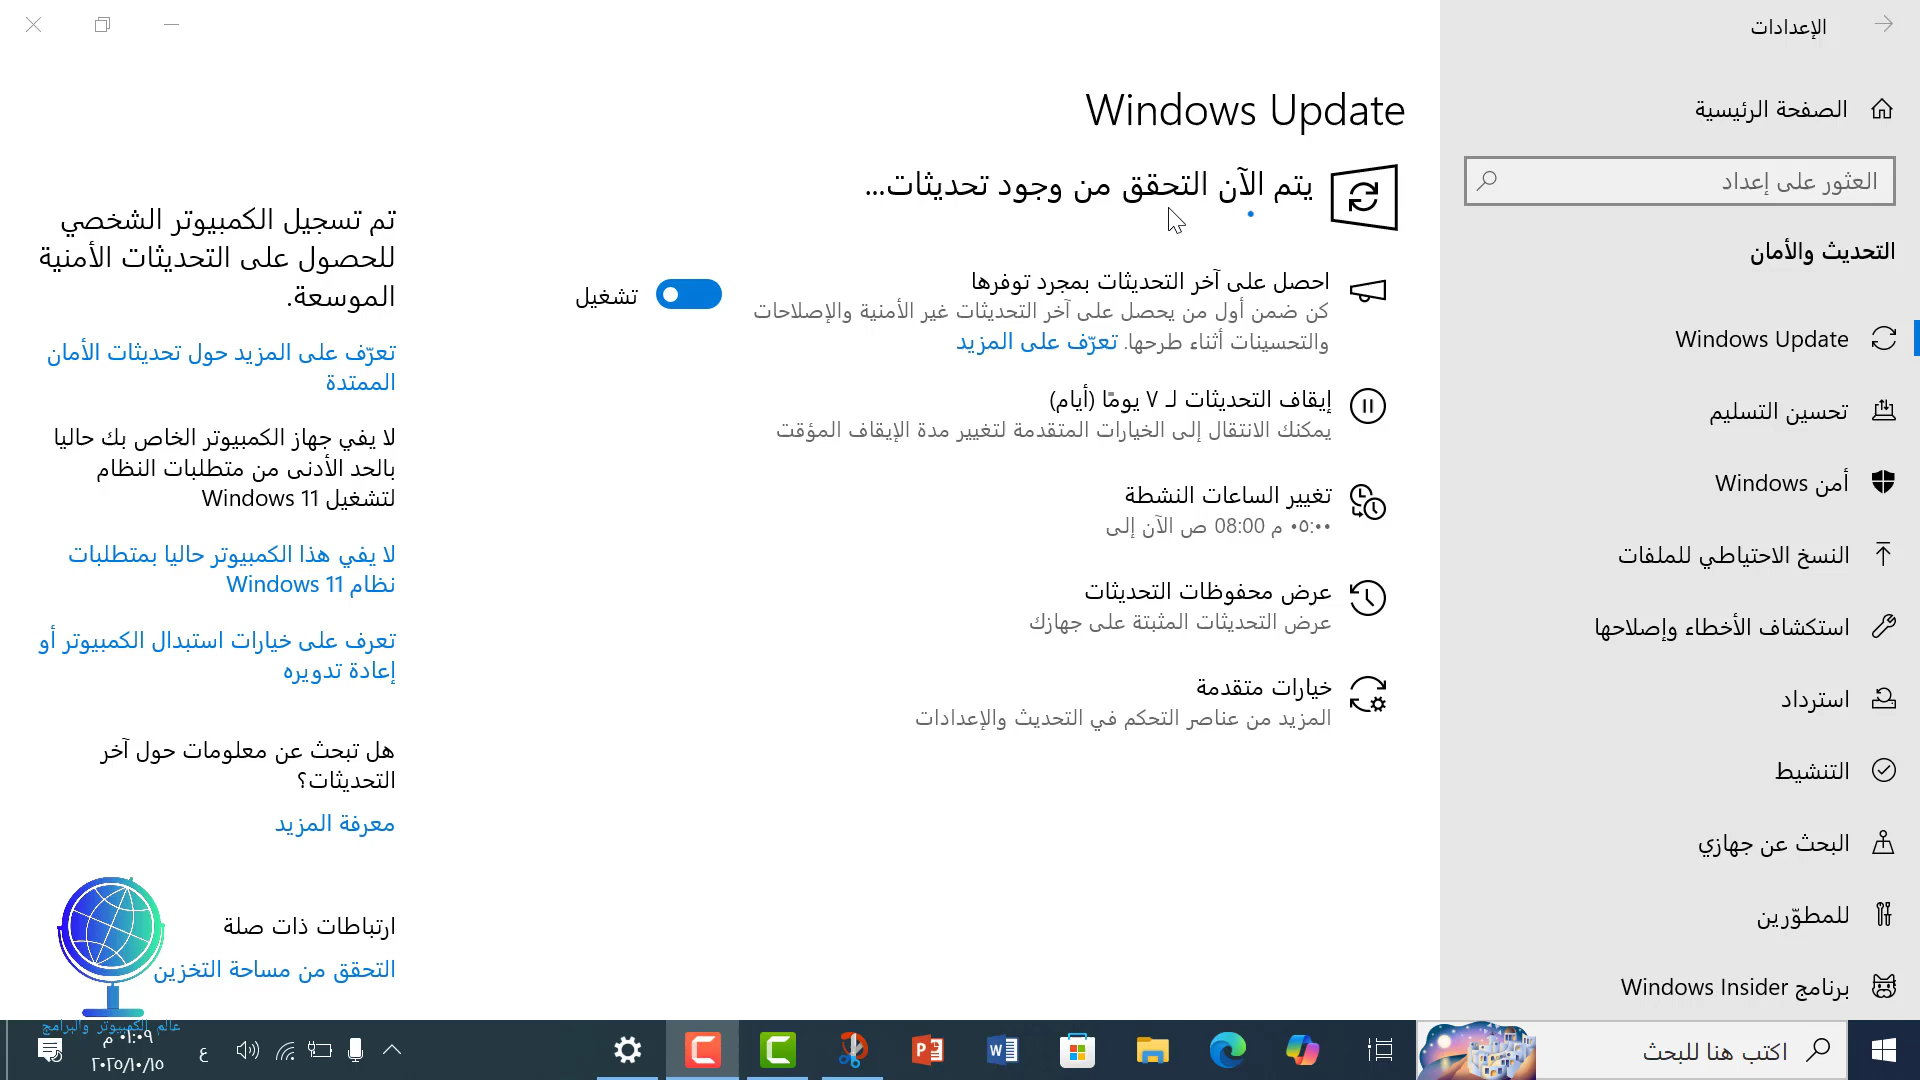 الإعدادات
الصفحة الرئيسية
العثور على إعداد
التحديث والأمان
Windows Update
تحسين التسليم
أمن Windows
النسخ الاحتياطي للملفات
استكشاف الأخطاء وإصلاحها
استرداد
التنشيط
البحث عن جهازي
للمطوّرين
برنامج Windows Insider
Windows Update
يتم الآن التحقق من وجود تحديثات...
احصل على آخر التحديثات بمجرد توفرها
كن ضمن أول من يحصل على آخر التحديثات غير الأمنية والإصلاحات
والتحسينات أثناء طرحها. تعرّف على المزيد
تشغيل
إيقاف التحديثات لـ ٧ يومًا (أيام)
يمكنك الانتقال إلى الخيارات المتقدمة لتغيير مدة الإيقاف المؤقت
تغيير الساعات النشطة
٠٥:٠٠ م 08:00 ص الآن إلى
عرض محفوظات التحديثات
عرض التحديثات المثبتة على جهازك
خيارات متقدمة
المزيد من عناصر التحكم في التحديث والإعدادات
تم تسجيل الكمبيوتر الشخصي
للحصول على التحديثات الأمنية
الموسعة.
تعرّف على المزيد حول تحديثات الأمان
الممتدة
لا يفي جهاز الكمبيوتر الخاص بك حاليا
بالحد الأدنى من متطلبات النظام
لتشغيل Windows 11
لا يفي هذا الكمبيوتر حاليا بمتطلبات
نظام Windows 11
تعرف على خيارات استبدال الكمبيوتر أو
إعادة تدويره
هل تبحث عن معلومات حول آخر
التحديثات؟
معرفة المزيد
ارتباطات ذات صلة
التحقق من مساحة التخزين
عالم الكمبيوتر والبرامج
اكتب هنا للبحث
ع
٠١:٠٩ م
٢٠٢٥/١٠/١٥